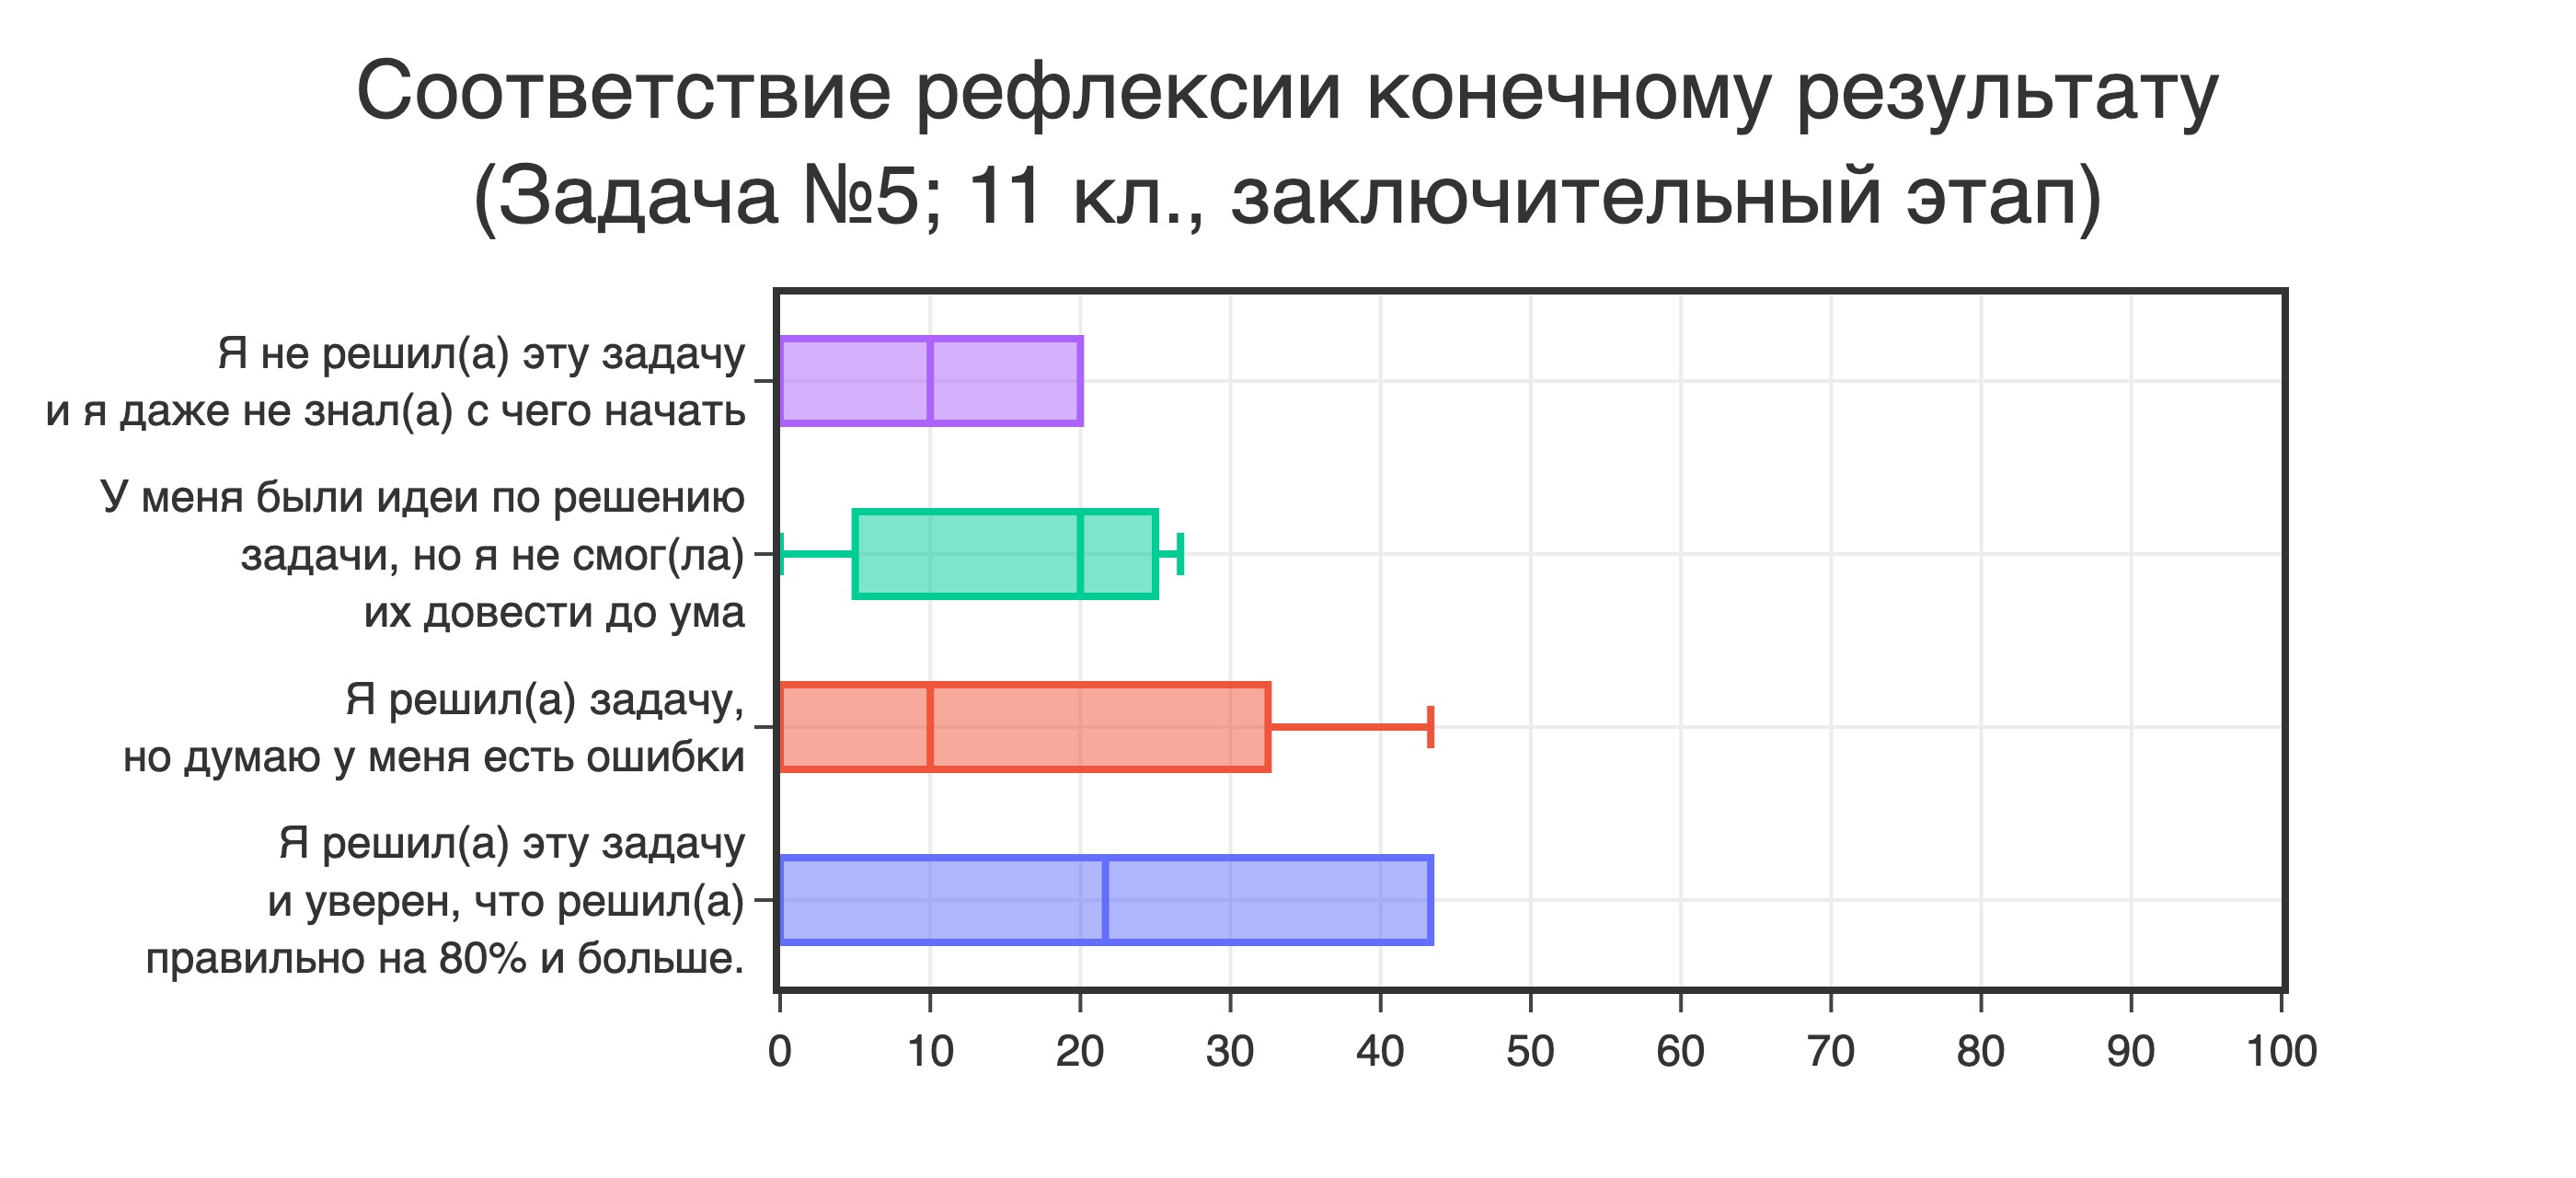 Соответствие рефлексии конечному результату
(Задача №5; 11 кл., заключительный этап)
Я не решил(а) эту задачу
и я даже не знал(а) с чего начать
У меня были идеи по решению
задачи, но я не смог(ла)
их довести до ума
Я решил(а) задачу,
но думаю у меня есть ошибки
Я решил(а) эту задачу
и уверен, что решил(а)
правильно на 80% и больше.
0 10 20 30 40 50 60 70 80 90 100